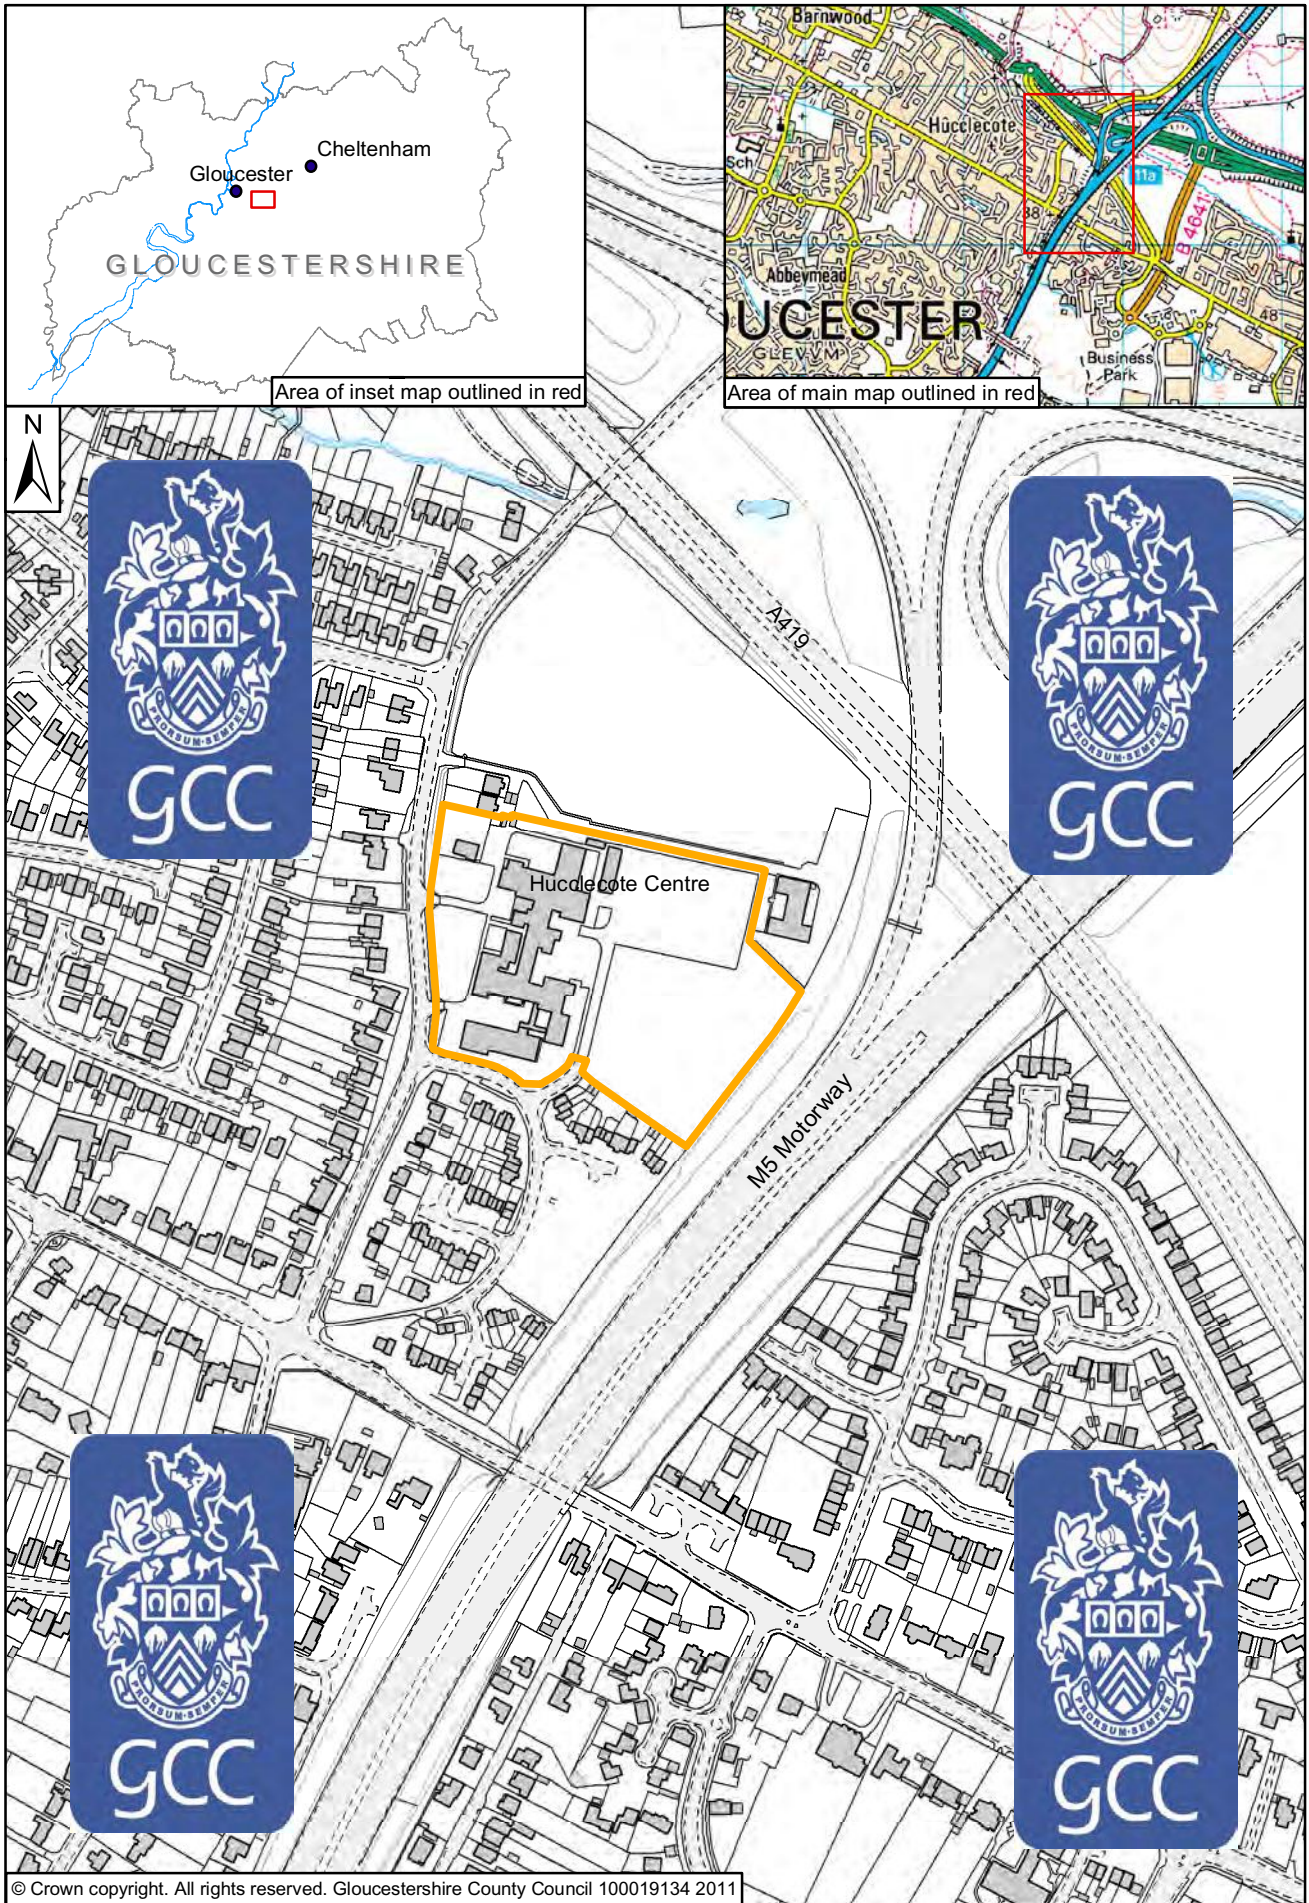 Gloucester
Cheltenham
GLOUCESTERSHIRE
Area of inset map outlined in red
Barnwood
Hucclecote
Sch
11a
38
B 4641
Abbeymead
UCESTER
GLEVVM
48
Business
Park
Area of main map outlined in red
N
PRORSUM·SEMPER
GCC
PRORSUM·SEMPER
GCC
A419
Hucclecote Centre
M5 Motorway
PRORSUM·SEMPER
GCC
PRORSUM·SEMPER
GCC
© Crown copyright. All rights reserved. Gloucestershire County Council 100019134 2011